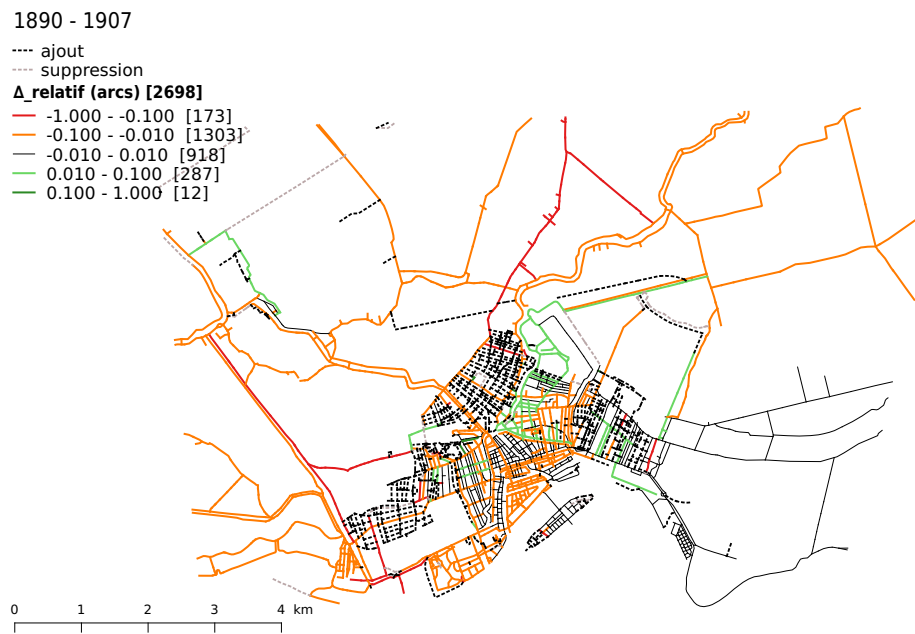 1890 - 1907
ajout
suppression
Δ_relatif (arcs) [2698]
-1.000 - -0.100 [173]
-0.100 - -0.010 [1303]
-0.010 - 0.010 [918]
0.010 - 0.100 [287]
0.100 - 1.000 [12]
0 1 2 3 4 km